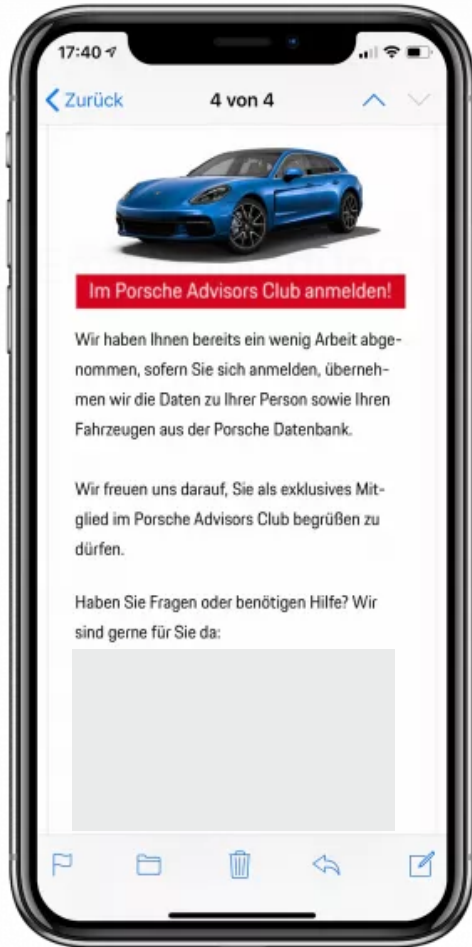 17:40
Zurück
4 von 4
Im Porsche Advisors Club anmelden!
Wir haben Ihnen bereits ein wenig Arbeit abge-
nommen, sofern Sie sich anmelden, überneh-
men wir die Daten zu Ihrer Person sowie Ihren
Fahrzeugen aus der Porsche Datenbank.
Wir freuen uns darauf, Sie als exklusives Mit-
glied im Porsche Advisors Club begrüßen zu
dürfen.
Haben Sie Fragen oder benötigen Hilfe? Wir
sind gerne für Sie da: